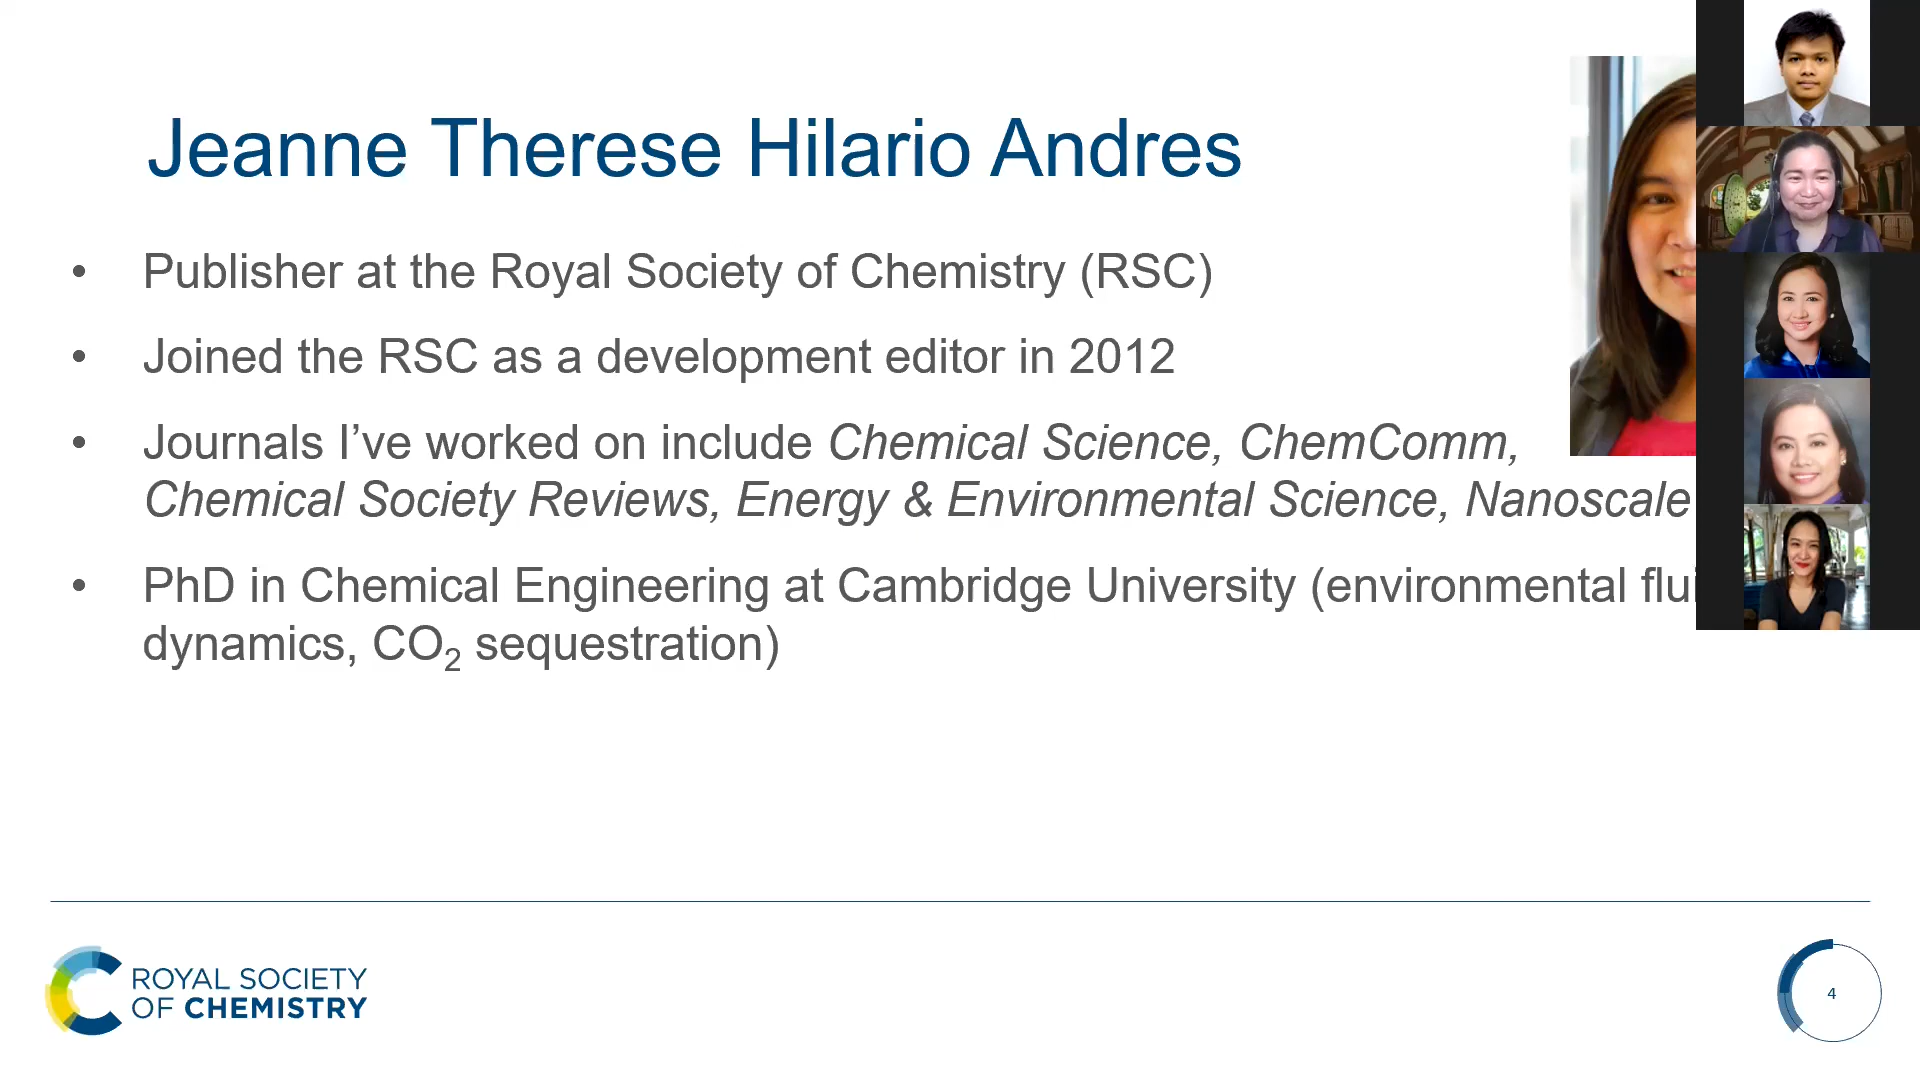 Jeanne Therese Hilario Andres
• Publisher at the Royal Society of Chemistry (RSC)
• Joined the RSC as a development editor in 2012
• Journals I’ve worked on include Chemical Science, ChemComm,
Chemical Society Reviews, Energy & Environmental Science, Nanoscale
• PhD in Chemical Engineering at Cambridge University (environmental
dynamics, CO₂ sequestration)
ROYAL SOCIETY
OF CHEMISTRY
4